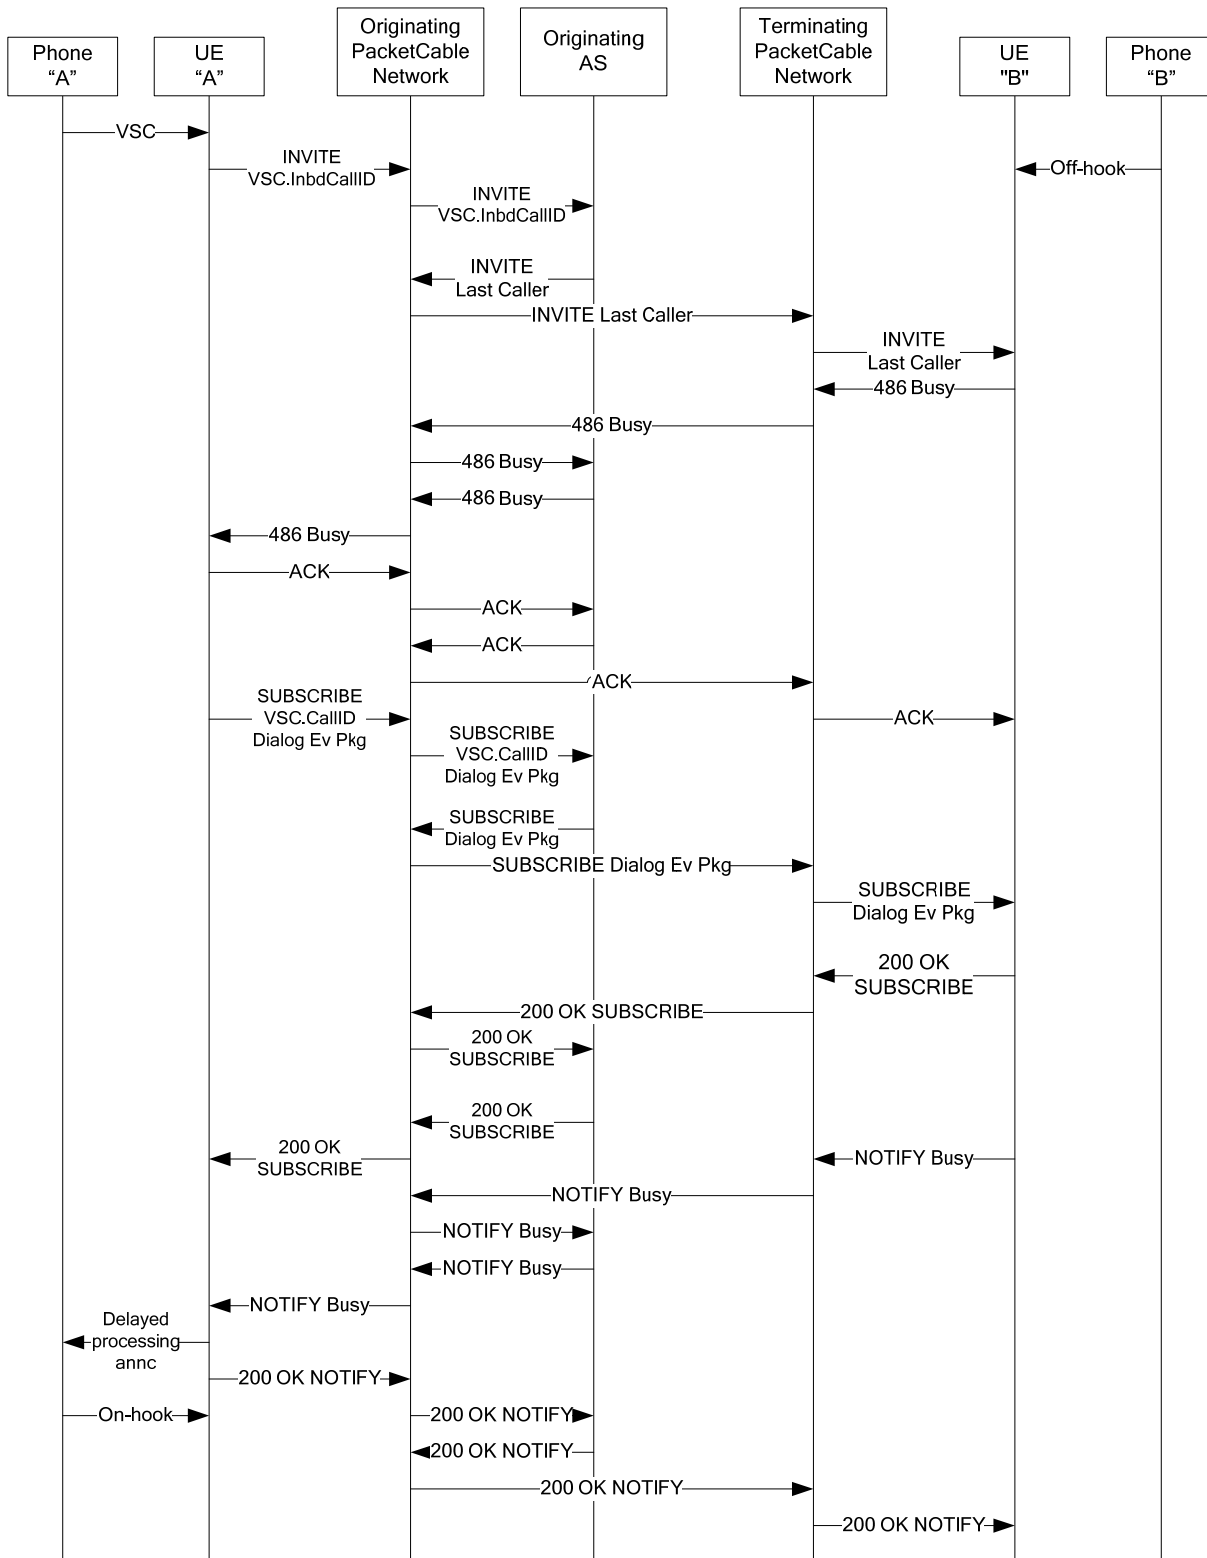 Phone
“A”
UE
“A”
Originating
PacketCable
Network
Originating
AS
Terminating
PacketCable
Network
UE
"B"
Phone
“B”
VSC
INVITE
VSC.InbdCallID
Off-hook
INVITE
VSC.InbdCallID
INVITE
Last Caller
INVITE Last Caller
INVITE
Last Caller
486 Busy
486 Busy
486 Busy
486 Busy
486 Busy
ACK
ACK
ACK
ACK
SUBSCRIBE
VSC.CallID
Dialog Ev Pkg
ACK
SUBSCRIBE
VSC.CallID
Dialog Ev Pkg
SUBSCRIBE
Dialog Ev Pkg
SUBSCRIBE Dialog Ev Pkg
SUBSCRIBE
Dialog Ev Pkg
200 OK
SUBSCRIBE
200 OK SUBSCRIBE
200 OK
SUBSCRIBE
200 OK
SUBSCRIBE
200 OK
SUBSCRIBE
NOTIFY Busy
NOTIFY Busy
NOTIFY Busy
NOTIFY Busy
NOTIFY Busy
Delayed
processing
annc
200 OK NOTIFY
On-hook
200 OK NOTIFY
200 OK NOTIFY
200 OK NOTIFY
200 OK NOTIFY